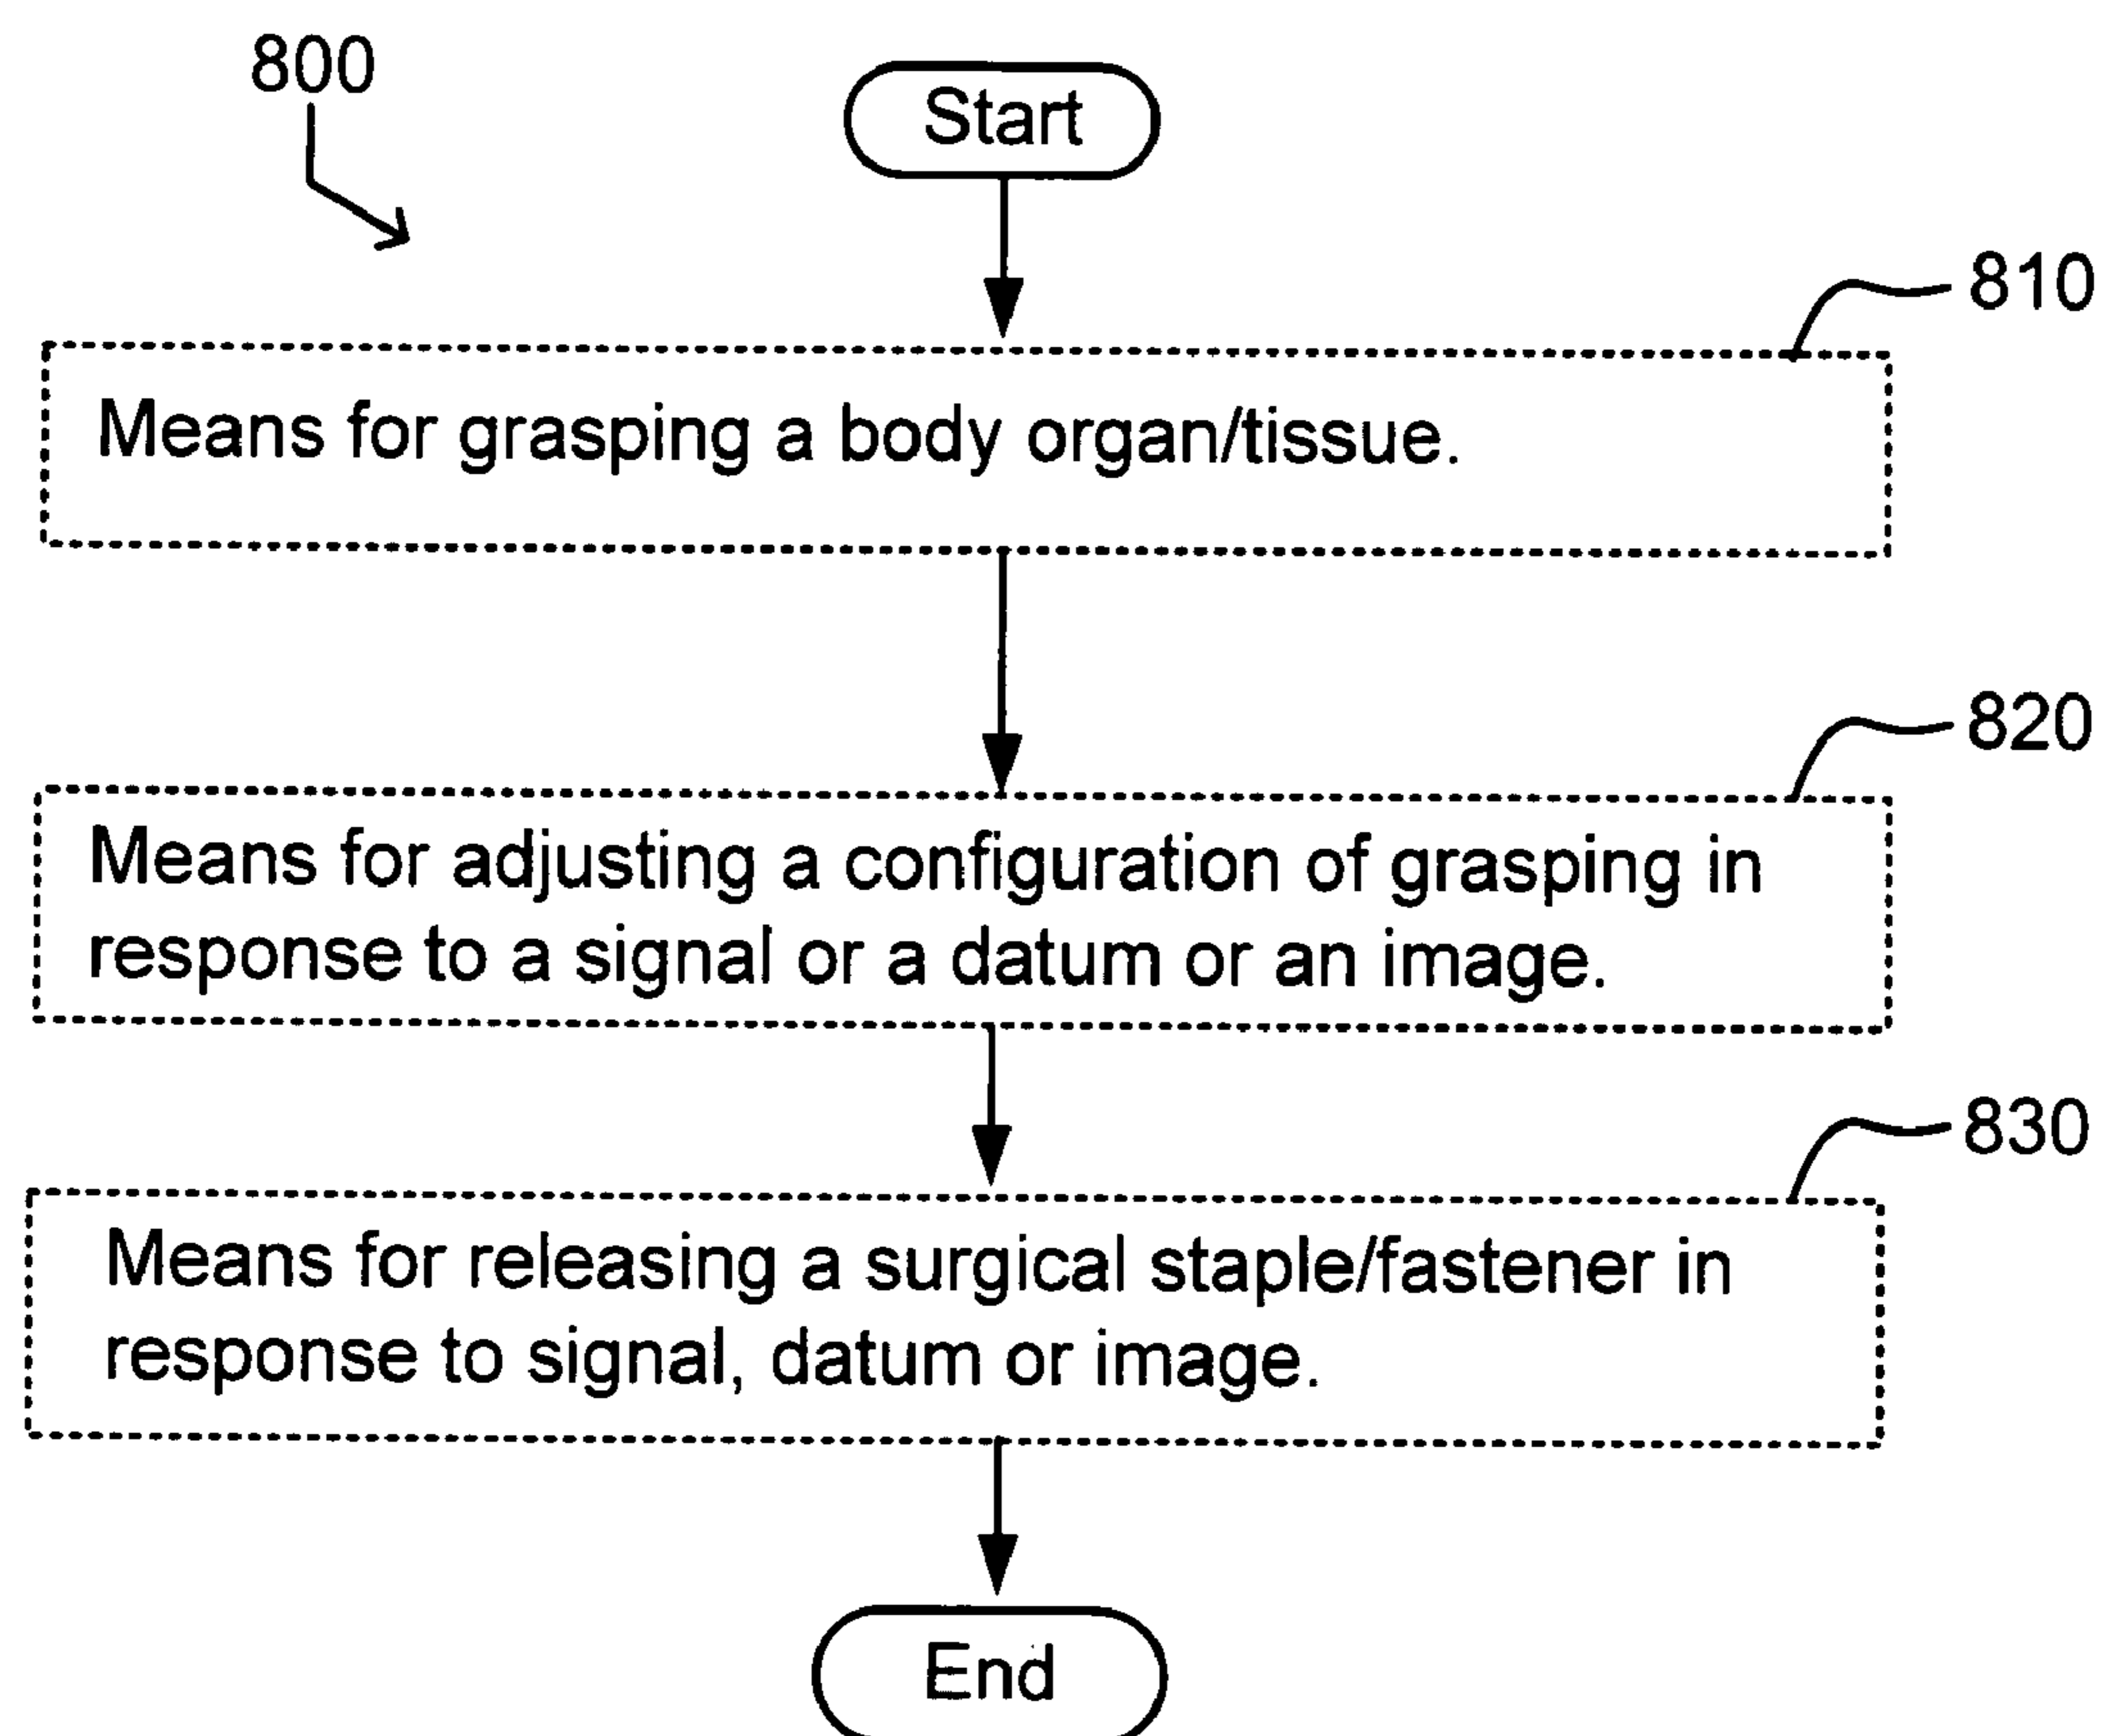 800
Start
810
Means for grasping a body organ/tissue.
820
Means for adjusting a configuration of grasping in
response to a signal or a datum or an image.
830
Means for releasing a surgical staple/fastener in
response to signal, datum or image.
End